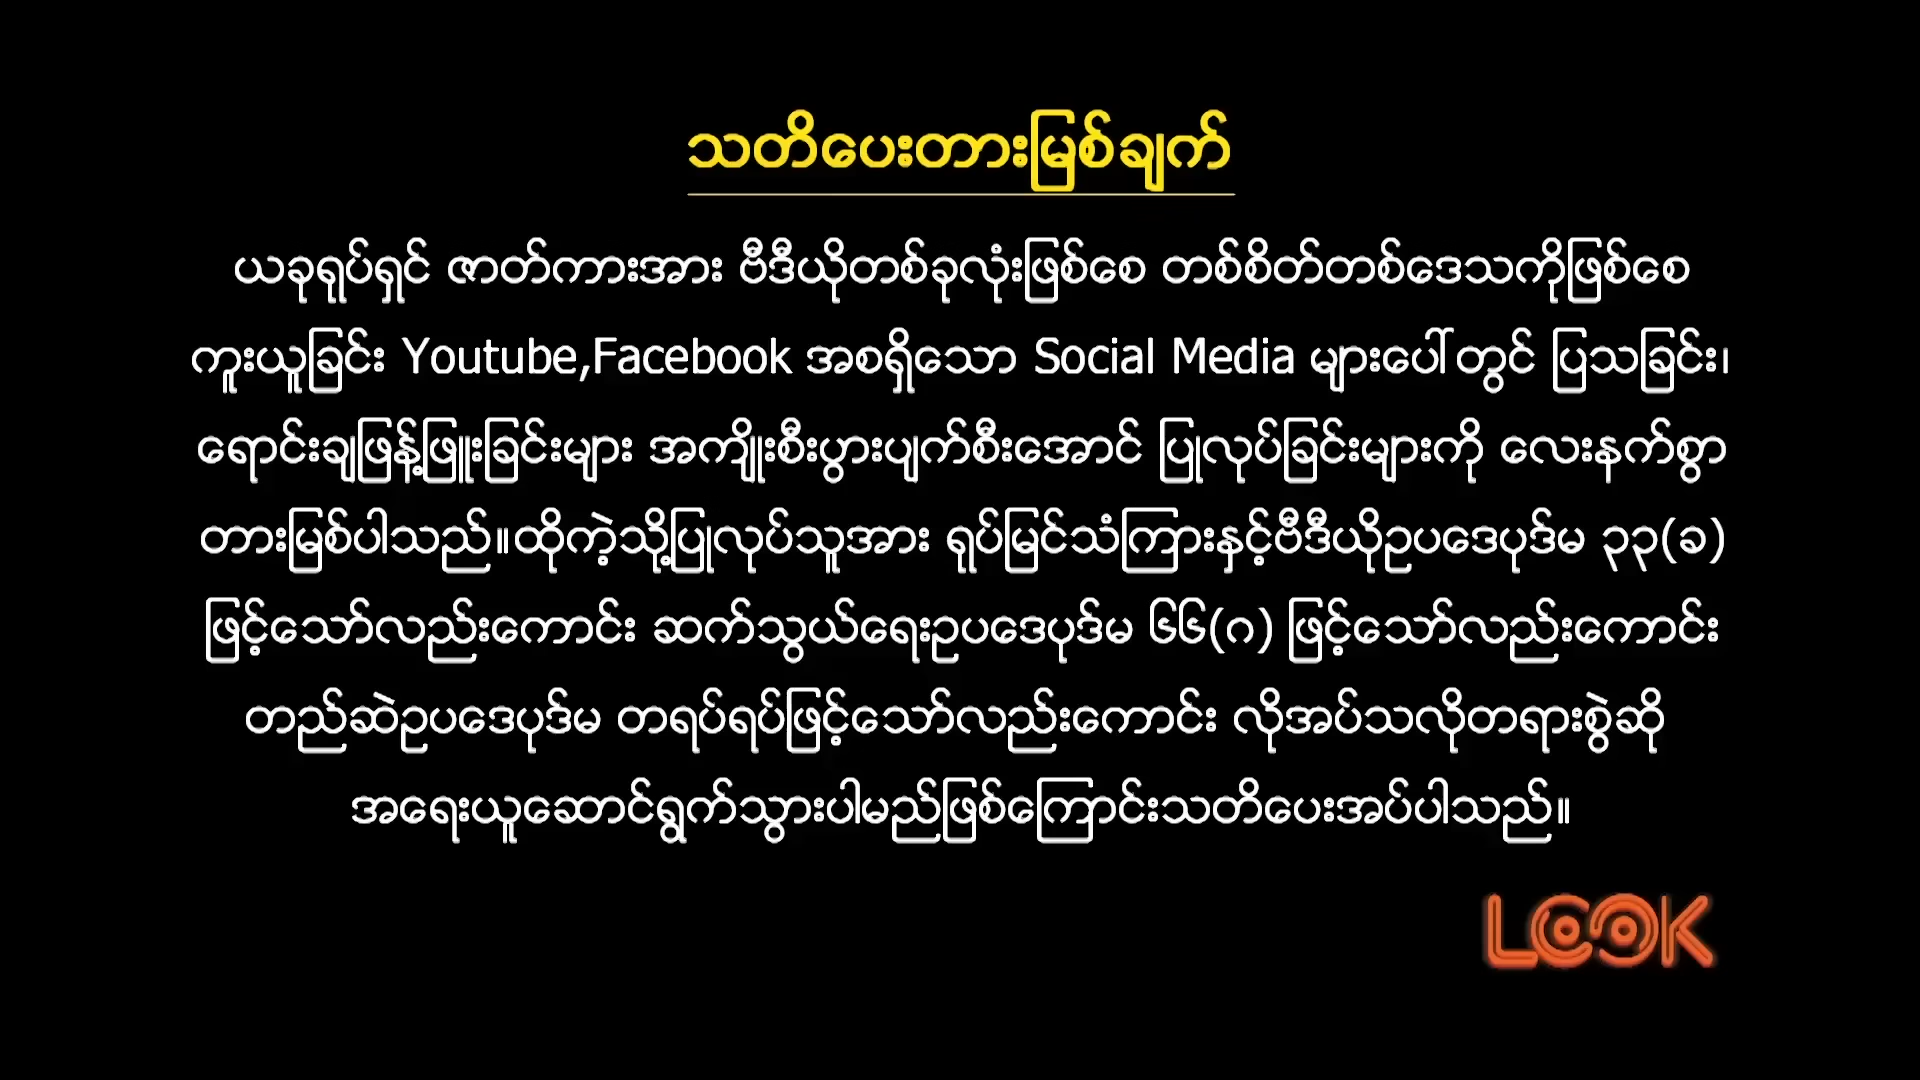 သတိပေးတားမြစ်ချက်
ယခုရုပ်ရှင် ဇာတ်ကားအား ဗီဒီယိုတစ်ခုလုံးဖြစ်စေ တစ်စိတ်တစ်ဒေသကိုဖြစ်စေ
ကူးယူခြင်း Youtube,Facebook အစရှိသော Social Media များပေါ်တွင် ပြသခြင်း၊
ရောင်းချဖြန့်ဖြူးခြင်းများ အကျိုးစီးပွားပျက်စီးအောင် ပြုလုပ်ခြင်းများကို လေးနက်စွာ
တားမြစ်ပါသည်။ထိုကဲ့သို့ပြုလုပ်သူအား ရုပ်မြင်သံကြားနှင့်ဗီဒီယိုဥပဒေပုဒ်မ ၃၃(ခ)
ဖြင့်သော်လည်းကောင်း ဆက်သွယ်ရေးဥပဒေပုဒ်မ ၆၆(ဂ) ဖြင့်သော်လည်းကောင်း
တည်ဆဲဥပဒေပုဒ်မ တရပ်ရပ်ဖြင့်သော်လည်းကောင်း လိုအပ်သလိုတရားစွဲဆို
အရေးယူဆောင်ရွက်သွားပါမည်ဖြစ်ကြောင်းသတိပေးအပ်ပါသည်။
LOOK